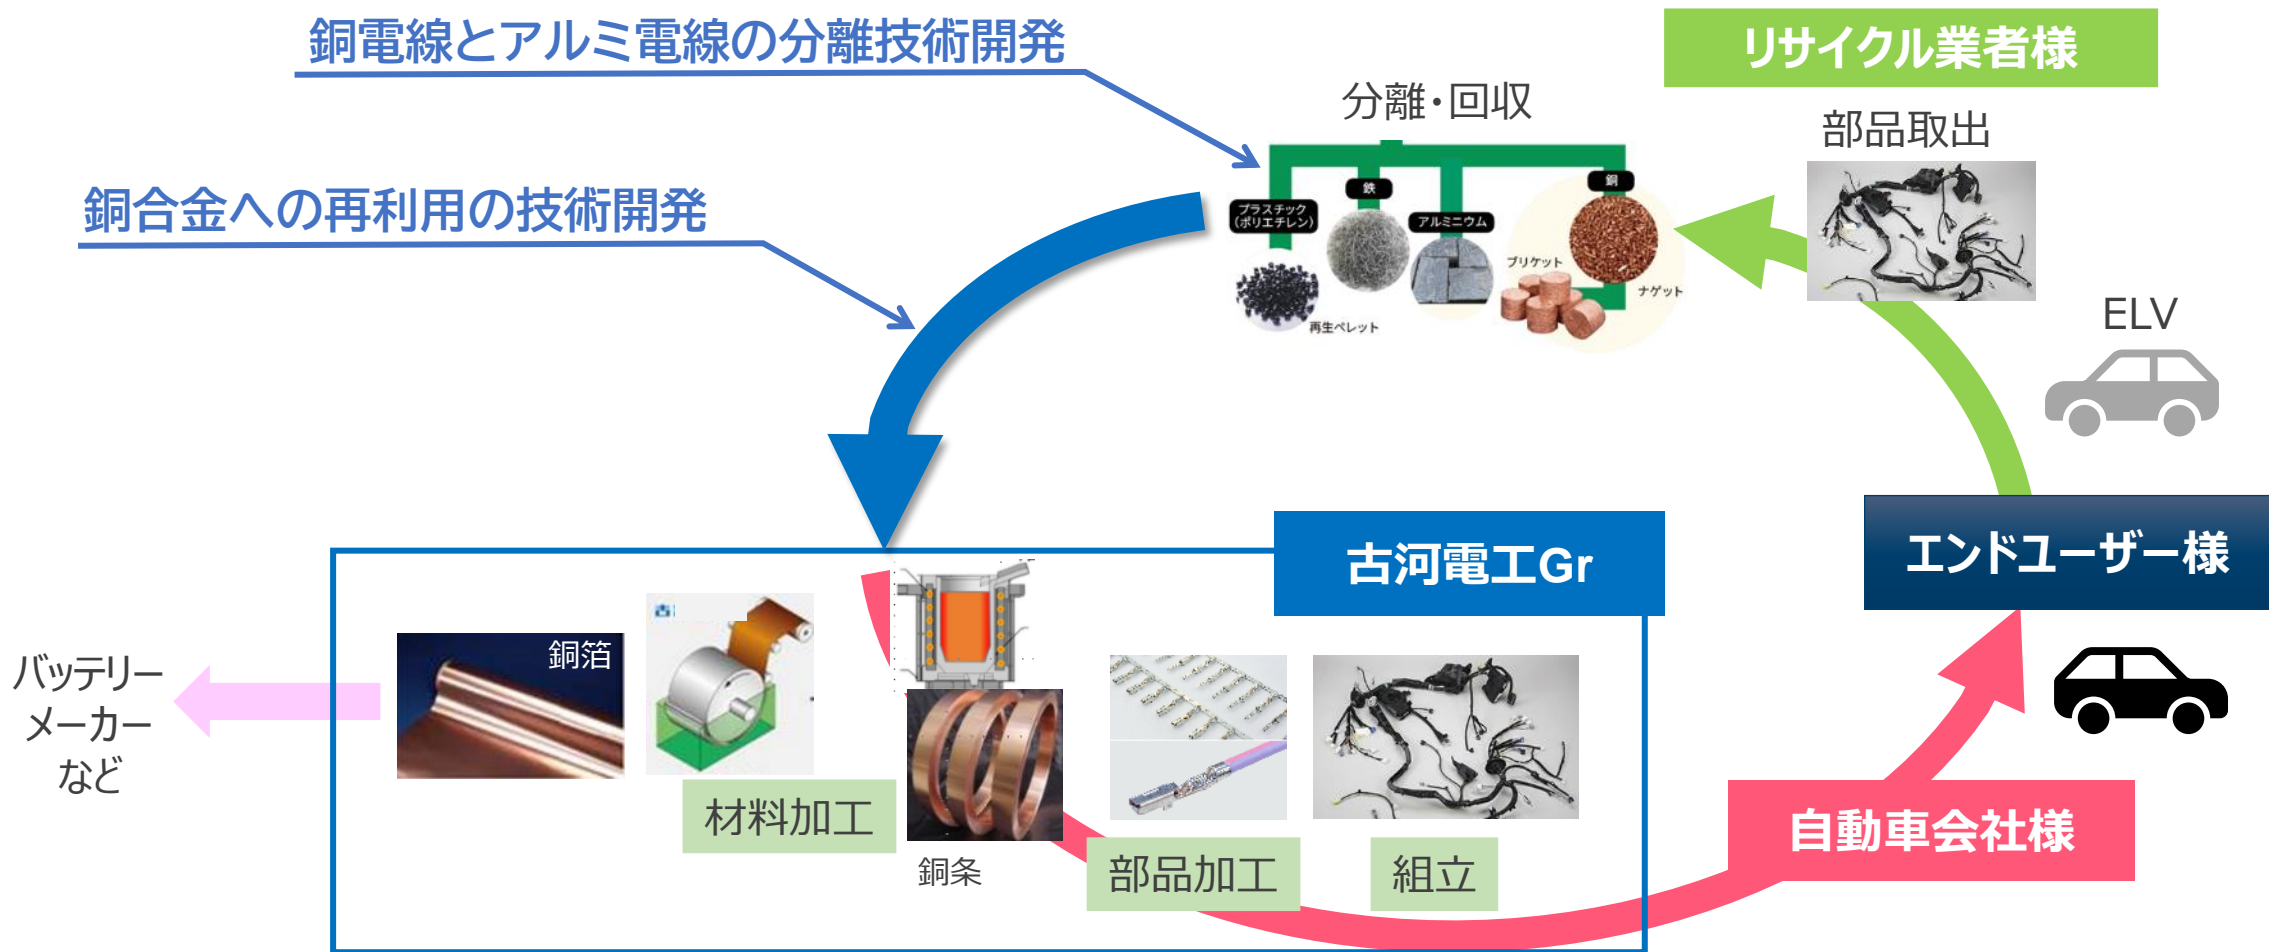 銅電線とアルミ電線の分離技術開発
リサイクル業者様
分離・回収
部品取出
銅合金への再利用の技術開発
プラスチック
(ポリエチレン)
鉄
アルミニウム
銅
ブリケット
ナゲット
再生ペレット
ELV
古河電工Gr
エンドユーザー様
銅箔
バッテリー
メーカー
など
材料加工
銅条
部品加工
組立
自動車会社様